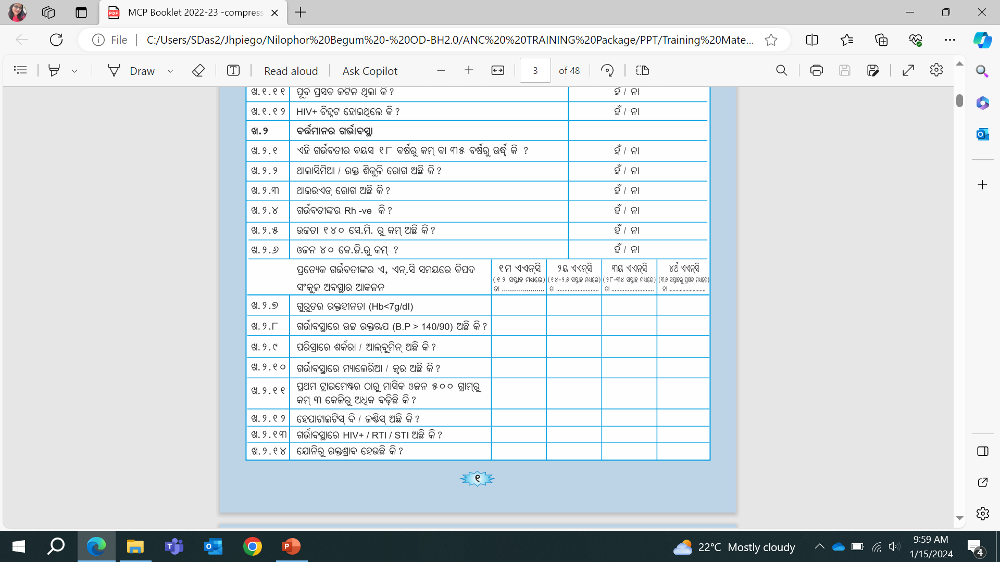 MCP Booklet 2022-23 -compress
File
C:/Users/SDas2/Jhpiego/Nilophor%20Begum%20-%20OD-BH2.0/ANC%20%20TRAINING%20Package/PPT/Training%20Mate...
Draw
Read aloud
Ask Copilot
3 of 48
ଖ.୧.୧୧ ପୂର୍ବ ପ୍ରସବ ଜଟିଳ ଥିଲା କି ? ହଁ / ନା
ଖ.୧.୧୨ HIV+ ଚିହ୍ନଟ ହୋଇଥିଲେ କି ? ହଁ / ନା
ଖ.୨ ବର୍ତ୍ତମାନର ଗର୍ଭାବସ୍ଥା
ଖ.୨.୧ ଏହି ଗର୍ଭବତୀର ବୟସ ୧୮ ବର୍ଷରୁ କମ୍ ବା ୩୫ ବର୍ଷରୁ ଉର୍ଦ୍ଧ୍ୱ କି ? ହଁ / ନା
ଖ.୨.୨ ଥାଲାସିମିଆ / ରକ୍ତ ଶିକୁଳି ରୋଗ ଅଛି କି ? ହଁ / ନା
ଖ.୨.୩ ଥାଇରଏଡ୍ ରୋଗ ଅଛି କି ? ହଁ / ନା
ଖ.୨.୪ ଗର୍ଭବତୀଙ୍କର Rh -ve କି ? ହଁ / ନା
ଖ.୨.୫ ଉଚ୍ଚତା ୧୪୦ ସେ.ମି. ରୁ କମ୍ ଅଛି କି ? ହଁ / ନା
ଖ.୨.୬ ଓଜନ ୪୦ କେ.ଜି.ରୁ କମ୍ ? ହଁ / ନା
ପ୍ରତ୍ୟେକ ଗର୍ଭବତୀଙ୍କର ଏ, ଏନ୍.ସି ସମୟରେ ବିପଦ
ସଂକୁଳ ଅବସ୍ଥାର ଆକଳନ
୧ମ ଏଏନ୍‌ସି
(୧୨ ସପ୍ତାହ ମଧ୍ୟରେ)
ତା ....................
୨ୟ ଏଏନ୍‌ସି
(୧୪-୨୬ ସପ୍ତାହ ମଧ୍ୟରେ)
ତା ..........................
୩ୟ ଏଏନ୍‌ସି
(୨୮-୩୪ ସପ୍ତାହ ମଧ୍ୟରେ)
ତା ..........................
୪ର୍ଥ ଏଏନ୍‌ସି
(୩୬ ସପ୍ତାହରୁ ପ୍ରସବ ମଧ୍ୟରେ)
ତା ..........................
ଖ.୨.୭ ଗୁରୁତର ରକ୍ତହୀନତା (Hb<7g/dl)
ଖ.୨.୮ ଗର୍ଭାବସ୍ଥାରେ ଉଚ୍ଚ ରକ୍ତଚାପ (B.P > 140/90) ଅଛି କି ?
ଖ.୨.୯ ପରିସ୍ରାରେ ଶର୍କରା / ଆଲ୍‌ବୁମିନ୍ ଅଛି କି ?
ଖ.୨.୧୦ ଗର୍ଭାବସ୍ଥାରେ ମ୍ୟାଲେରିଆ / ଜ୍ୱର ଅଛି କି ?
ଖ.୨.୧୧ ପ୍ରଥମ ଟ୍ରାଇମେଷ୍ଟର ଠାରୁ ମାସିକ ଓଜନ ୫୦୦ ଗ୍ରାମ୍‌ରୁ
କମ୍ ୩ କେଜିରୁ ଅଧିକ ବଢ଼ିଛି କି ?
ଖ.୨.୧୨ ହେପାଟାଇଟିସ୍ ବି / ଜଣ୍ଡିସ୍ ଅଛି କି ?
ଖ.୨.୧୩ ଗର୍ଭାବସ୍ଥାରେ HIV+ / RTI / STI ଅଛି କି ?
ଖ.୨.୧୪ ଯୋନିରୁ ରକ୍ତଶ୍ରାବ ହେଉଛି କି ?
୧
22°C Mostly cloudy
9:59 AM
1/15/2024
4